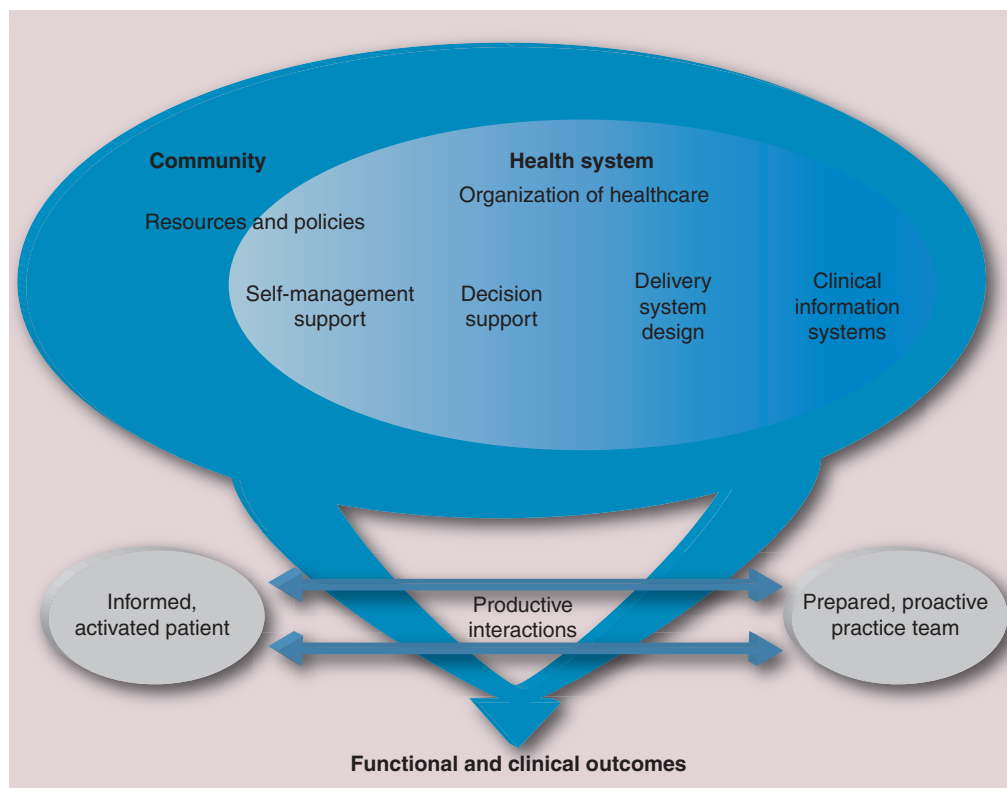 Community
Health system
Organization of healthcare
Resources and policies
Self-management
support
Decision
support
Delivery
system
design
Clinical
information
systems
Informed,
activated patient
Productive
interactions
Prepared, proactive
practice team
Functional and clinical outcomes